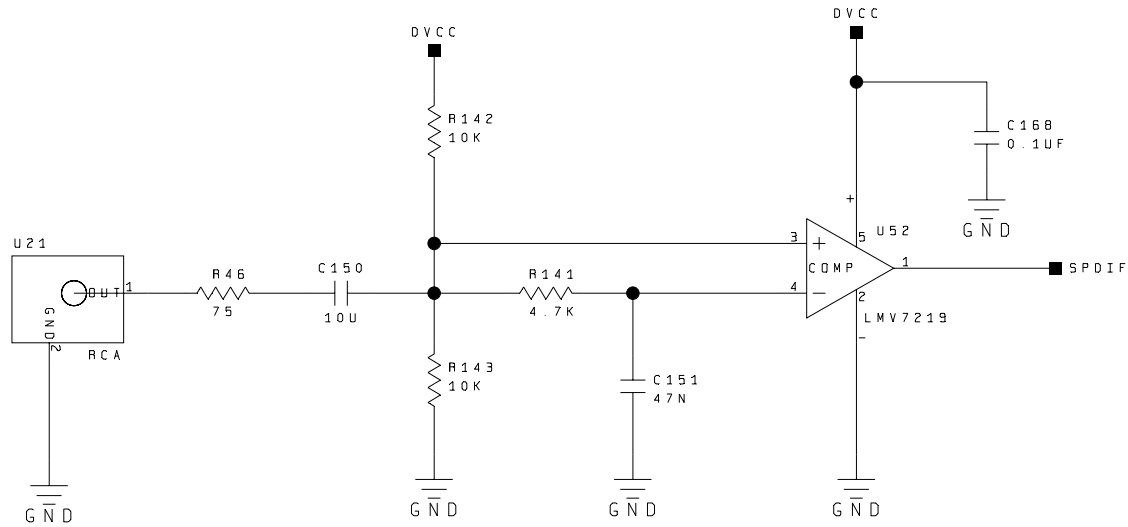 DVCC
DVCC
R142
10K
C168
0.1UF
GND
U21
OUT
1
GND
2
RCA
R46
75
C150
10U
R141
4.7K
3
+
COMP
4
-
+
5
U52
1
SPDIF
2
LMV7219
-
R143
10K
C151
47N
GND
GND
GND
GND